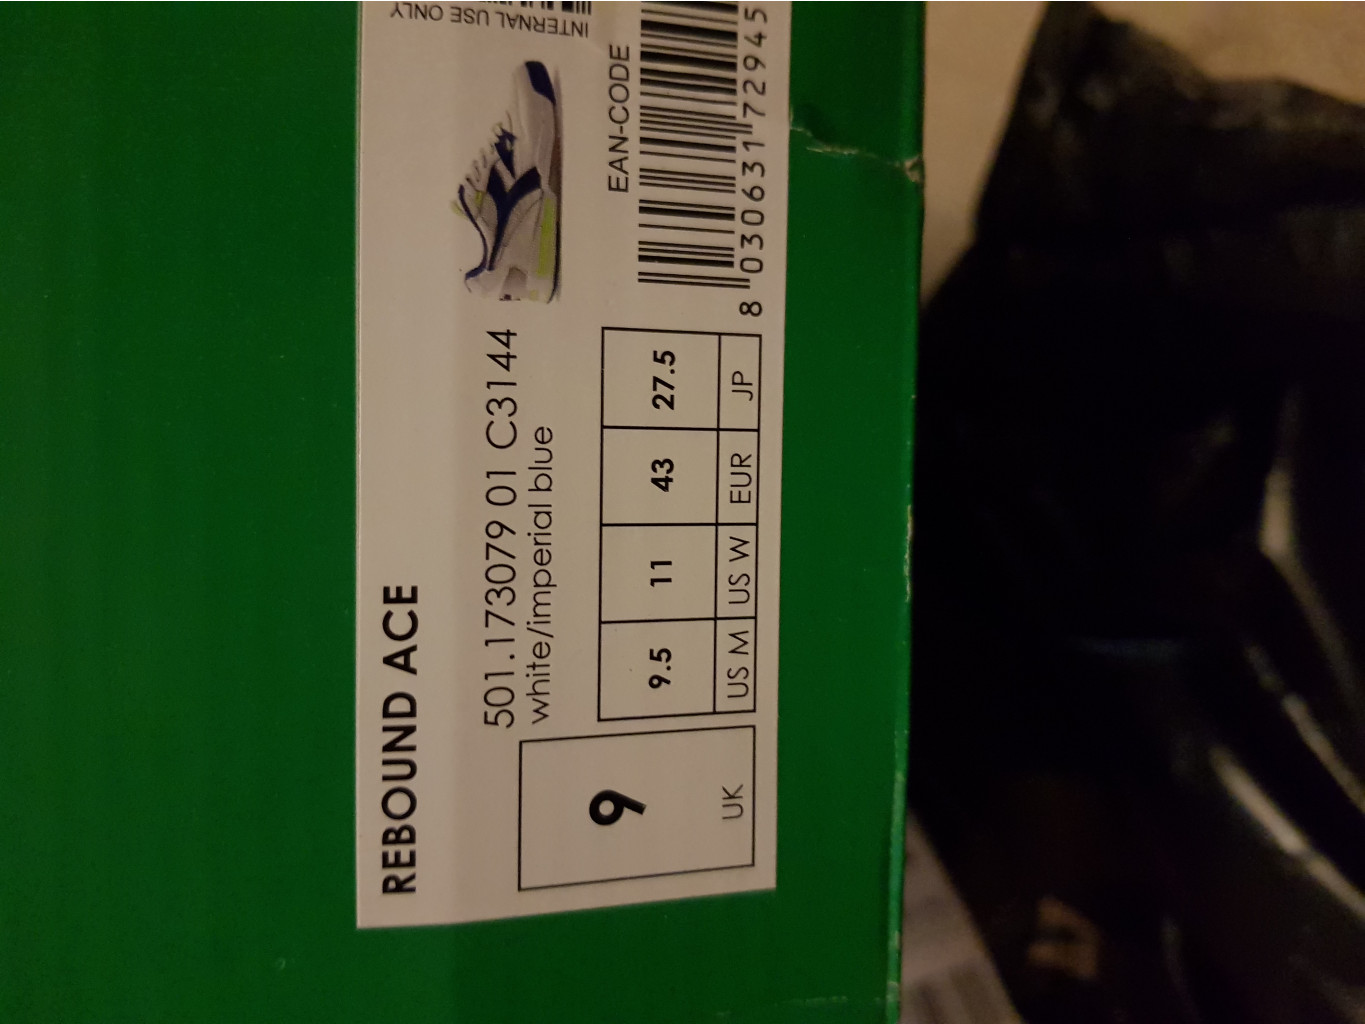 REBOUND ACE
501.173079 01 C3144
white/imperial blue
9
UK
9.5 11 43 27.5
US M US W EUR JP
EAN-CODE
8 030631 72945
INTERNAL USE ONLY